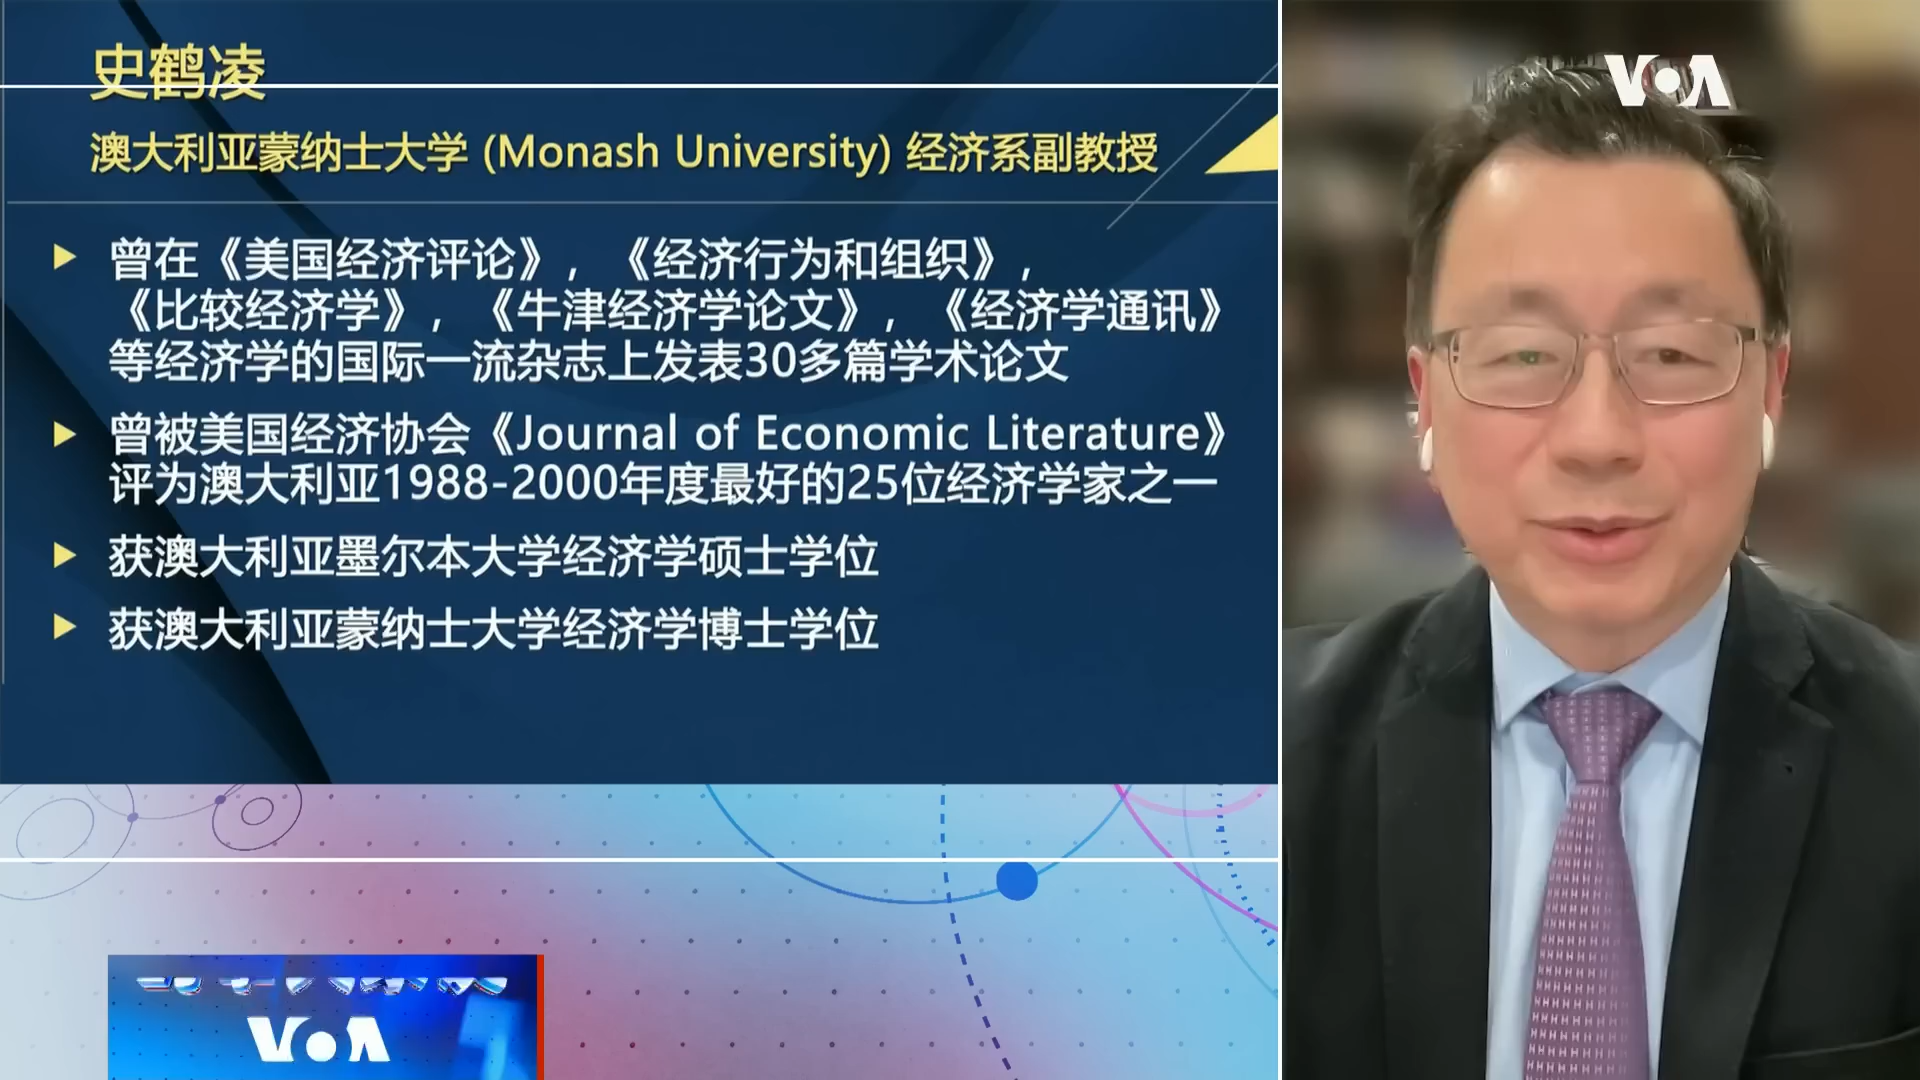 史鹤凌
澳大利亚蒙纳士大学 (Monash University) 经济系副教授
曾在《美国经济评论》，《经济行为和组织》，
《比较经济学》，《牛津经济学论文》，《经济学通讯》
等经济学的国际一流杂志上发表30多篇学术论文
曾被美国经济协会《Journal of Economic Literature》
评为澳大利亚1988-2000年度最好的25位经济学家之一
获澳大利亚墨尔本大学经济学硕士学位
获澳大利亚蒙纳士大学经济学博士学位
VOA
VOA